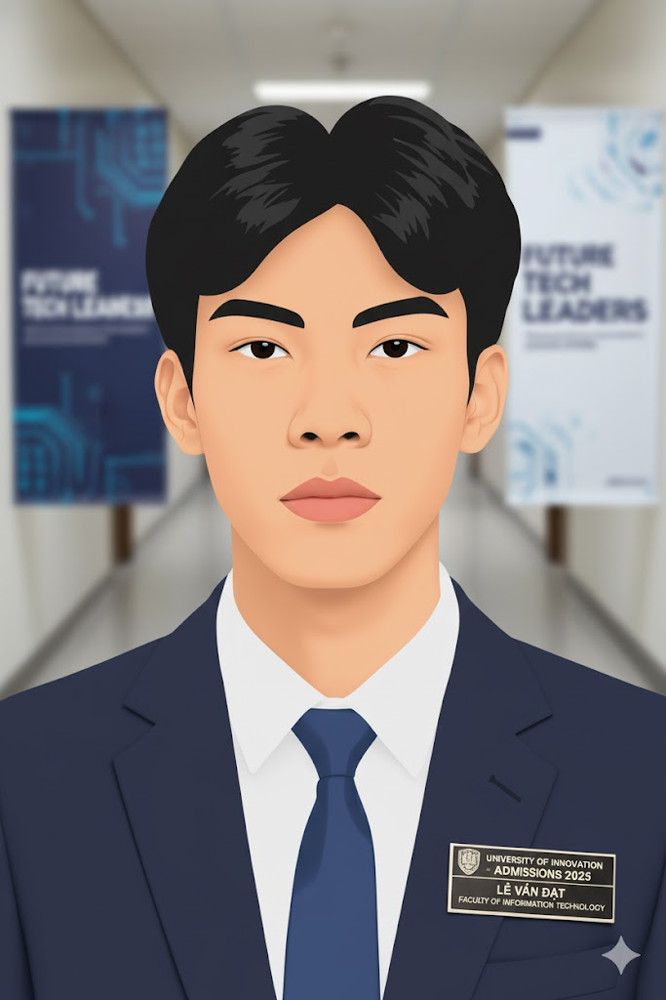 FUTURE
TECH LEADERS
FUTURE
TECH
LEADERS
UNIVERSITY OF INNOVATION
ADMISSIONS 2025
LÊ VĂN ĐẠT
FACULTY OF INFORMATION TECHNOLOGY